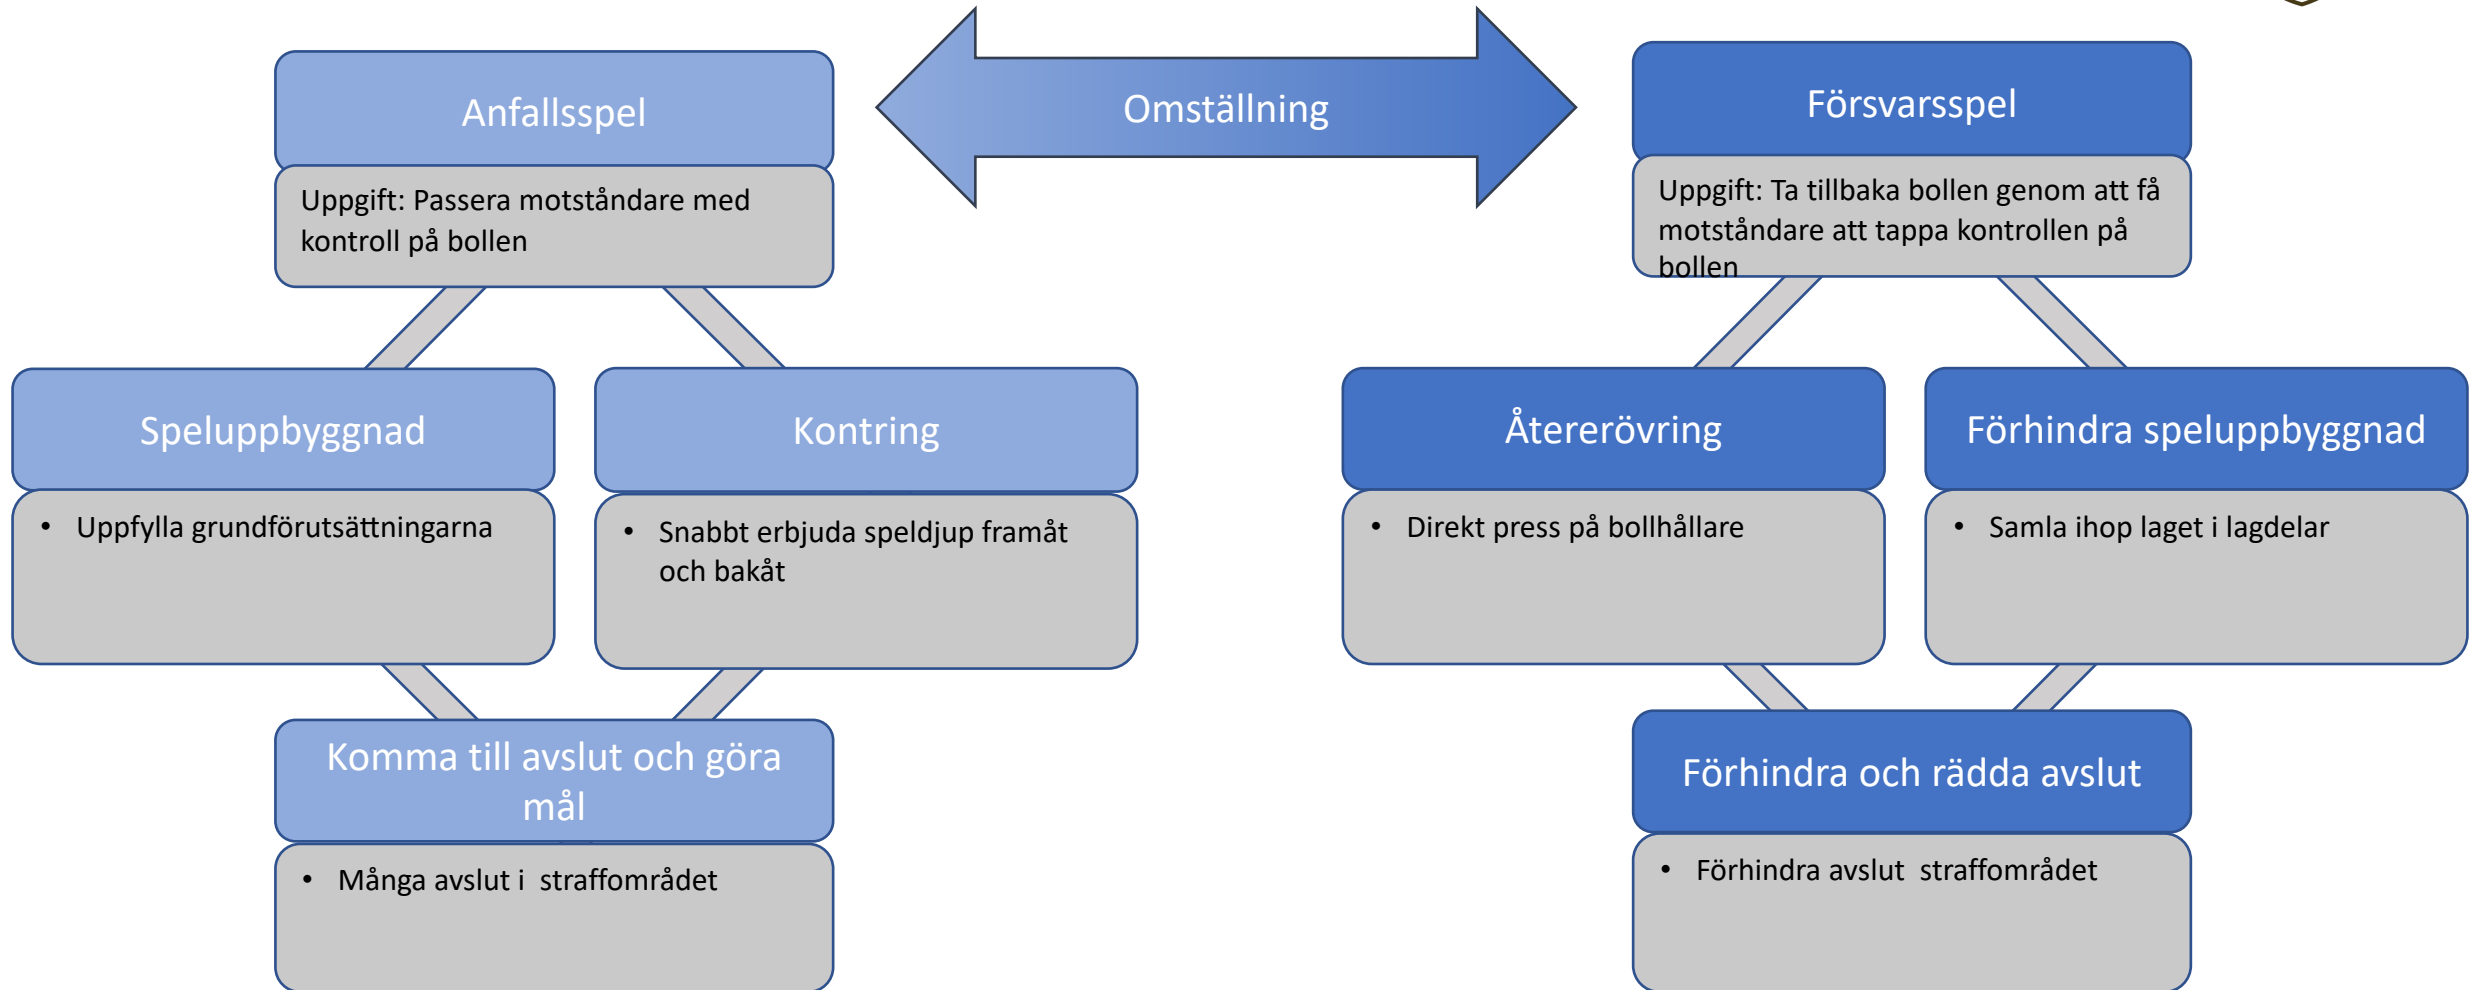 Anfallsspel
Uppgift: Passera motståndare med
kontroll på bollen
Omställning
Försvarsspel
Uppgift: Ta tillbaka bollen genom att få
motståndare att tappa kontrollen på
bollen
Speluppbyggnad
• Uppfylla grundförutsättningarna
Kontring
• Snabbt erbjuda speldjup framåt
och bakåt
Återerövring
• Direkt press på bollhållare
Förhindra speluppbyggnad
• Samla ihop laget i lagdelar
Komma till avslut och göra
mål
• Många avslut i  straffområdet
Förhindra och rädda avslut
• Förhindra avslut  straffområdet